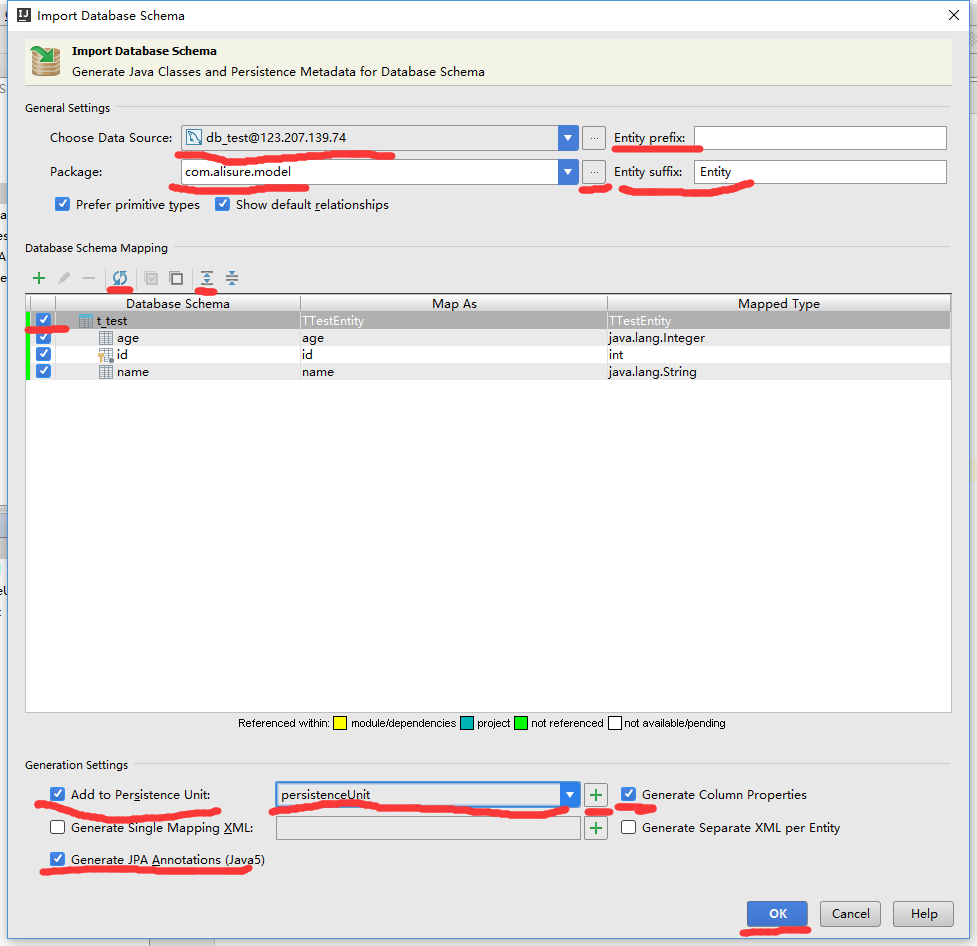 Import Database Schema
Import Database Schema
Generate Java Classes and Persistence Metadata for Database Schema
General Settings
Choose Data Source: db_test@123.207.139.74 ... Entity prefix:
Package: com.alisure.model ... Entity suffix: Entity
Prefer primitive types Show default relationships
Database Schema Mapping
Database Schema Map As Mapped Type
t_test TTestEntity TTestEntity
age age java.lang.Integer
id id int
name name java.lang.String
Referenced within: module/dependencies project not referenced not available/pending
Generation Settings
Add to Persistence Unit: persistenceUnit Generate Column Properties
Generate Single Mapping XML: Generate Separate XML per Entity
Generate JPA Annotations (Java5)
OK Cancel Help